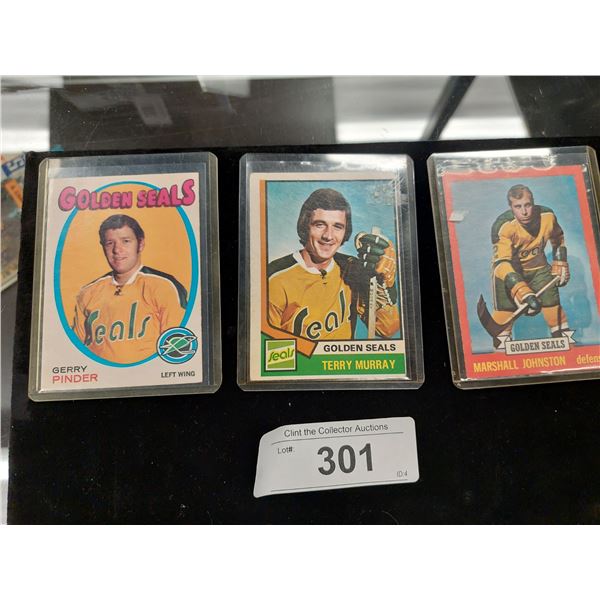 GOLDEN SEALS
Seals
GERRY
PINDER
LEFT WING
Seals
Seals
GOLDEN SEALS
TERRY MURRAY
GOLDEN SEALS
MARSHALL JOHNSTON defens
Clint the Collector Auctions
Lot#:
301
ID:4